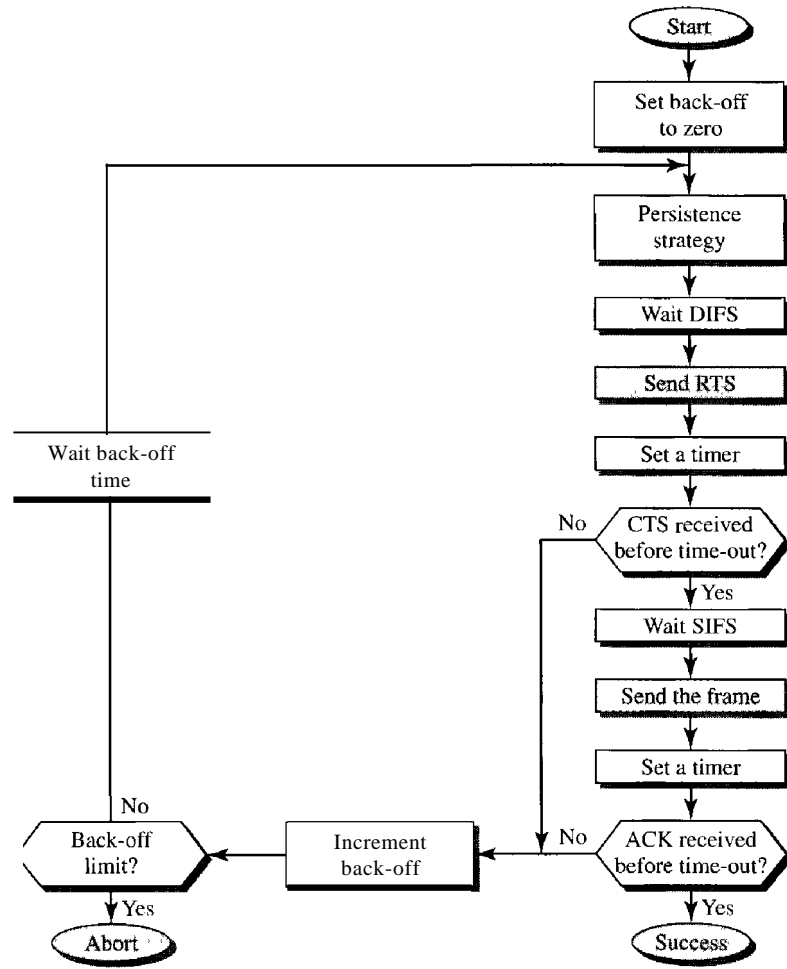 Start
Set back-off
to zero
Persistence
strategy
Wait DIFS
Send RTS
Set a timer
Wait back-off
time
No
CTS received
before time-out?
Yes
Wait SIFS
Send the frame
Set a timer
No
Back-off
limit?
Increment
back-off
No
ACK received
before time-out?
Yes
Abort
Yes
Success